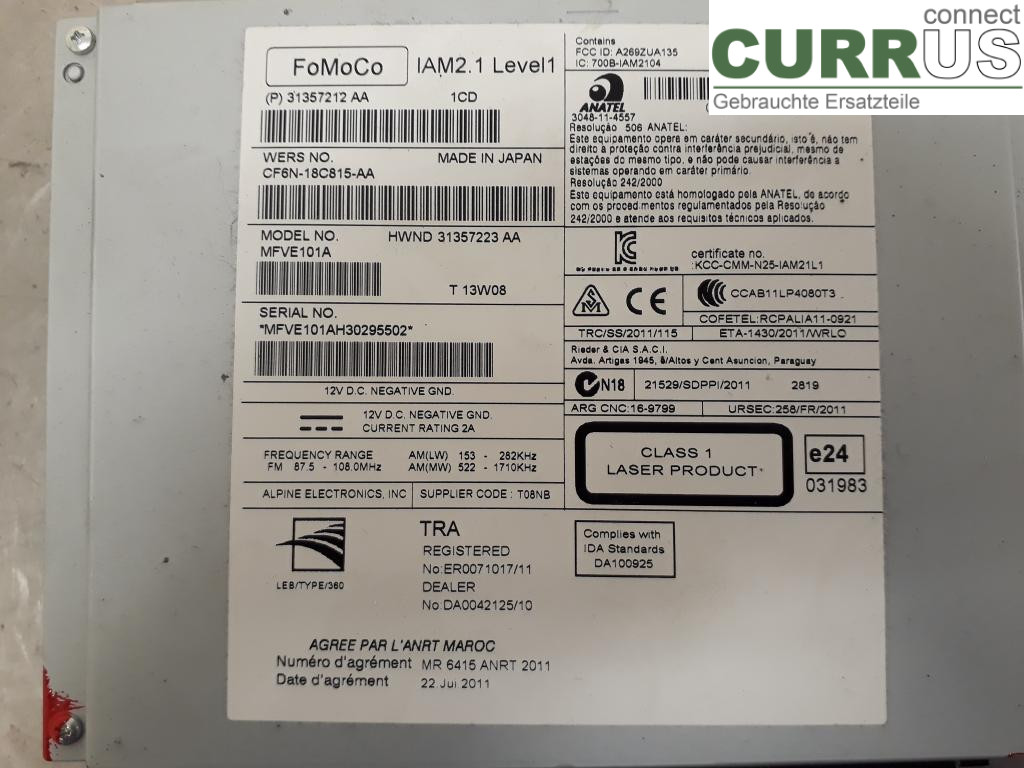 connect
CURRUS
Gebrauchte Ersatzteile
FoMoCo IAM2.1 Level1
(P) 31357212 AA 1CD
WERS NO. MADE IN JAPAN
CF6N-18C815-AA
MODEL NO. HWND 31357223 AA
MFVE101A
T 13W08
SERIAL NO.
*MFVE101AH30295502*
12V D.C. NEGATIVE GND.
12V D.C. NEGATIVE GND.
CURRENT RATING 2A
FREQUENCY RANGE AM(LW) 153 - 282KHz
FM 87.5 - 108.0MHz AM(MW) 522 - 1710KHz
ALPINE ELECTRONICS, INC SUPPLIER CODE : T08NB
Contains
FCC ID: A269ZUA135
IC: 700B-IAM2104
ANATEL
3048-11-4557
Resolução 506 ANATEL:
Este equipamento opera em caráter secundário, isto é, não tem
direito a proteção contra interferência prejudicial, mesmo de
estações do mesmo tipo, e não pode causar interferência a
sistemas operando em caráter primário.
Resolução 242/2000
Este equipamento está homologado pela ANATEL, de acordo
com os procedimentos regulamentados pela Resolução
242/2000 e atende aos requisitos técnicos aplicados.
certificate no.
:KCC-CMM-N25-IAM21L1
CE CCAB11LP4080T3
COFETEL:RCPALIA11-0921
TRC/SS/2011/115 ETA-1430/2011/WRLO
Rieder & CIA S.A.C.I.
Avda. Artigas 1945, 8/Altos y Cent Asuncion, Paraguay
N18 21529/SDPPI/2011 2819
ARG CNC:16-9799 URSEC:258/FR/2011
CLASS 1
LASER PRODUCT
e24
031983
LEB/TYPE/360
TRA
REGISTERED
No:ER0071017/11
DEALER
No:DA0042125/10
Complies with
IDA Standards
DA100925
AGREE PAR L'ANRT MAROC
Numéro d'agrément MR 6415 ANRT 2011
Date d'agrément 22.Jui.2011